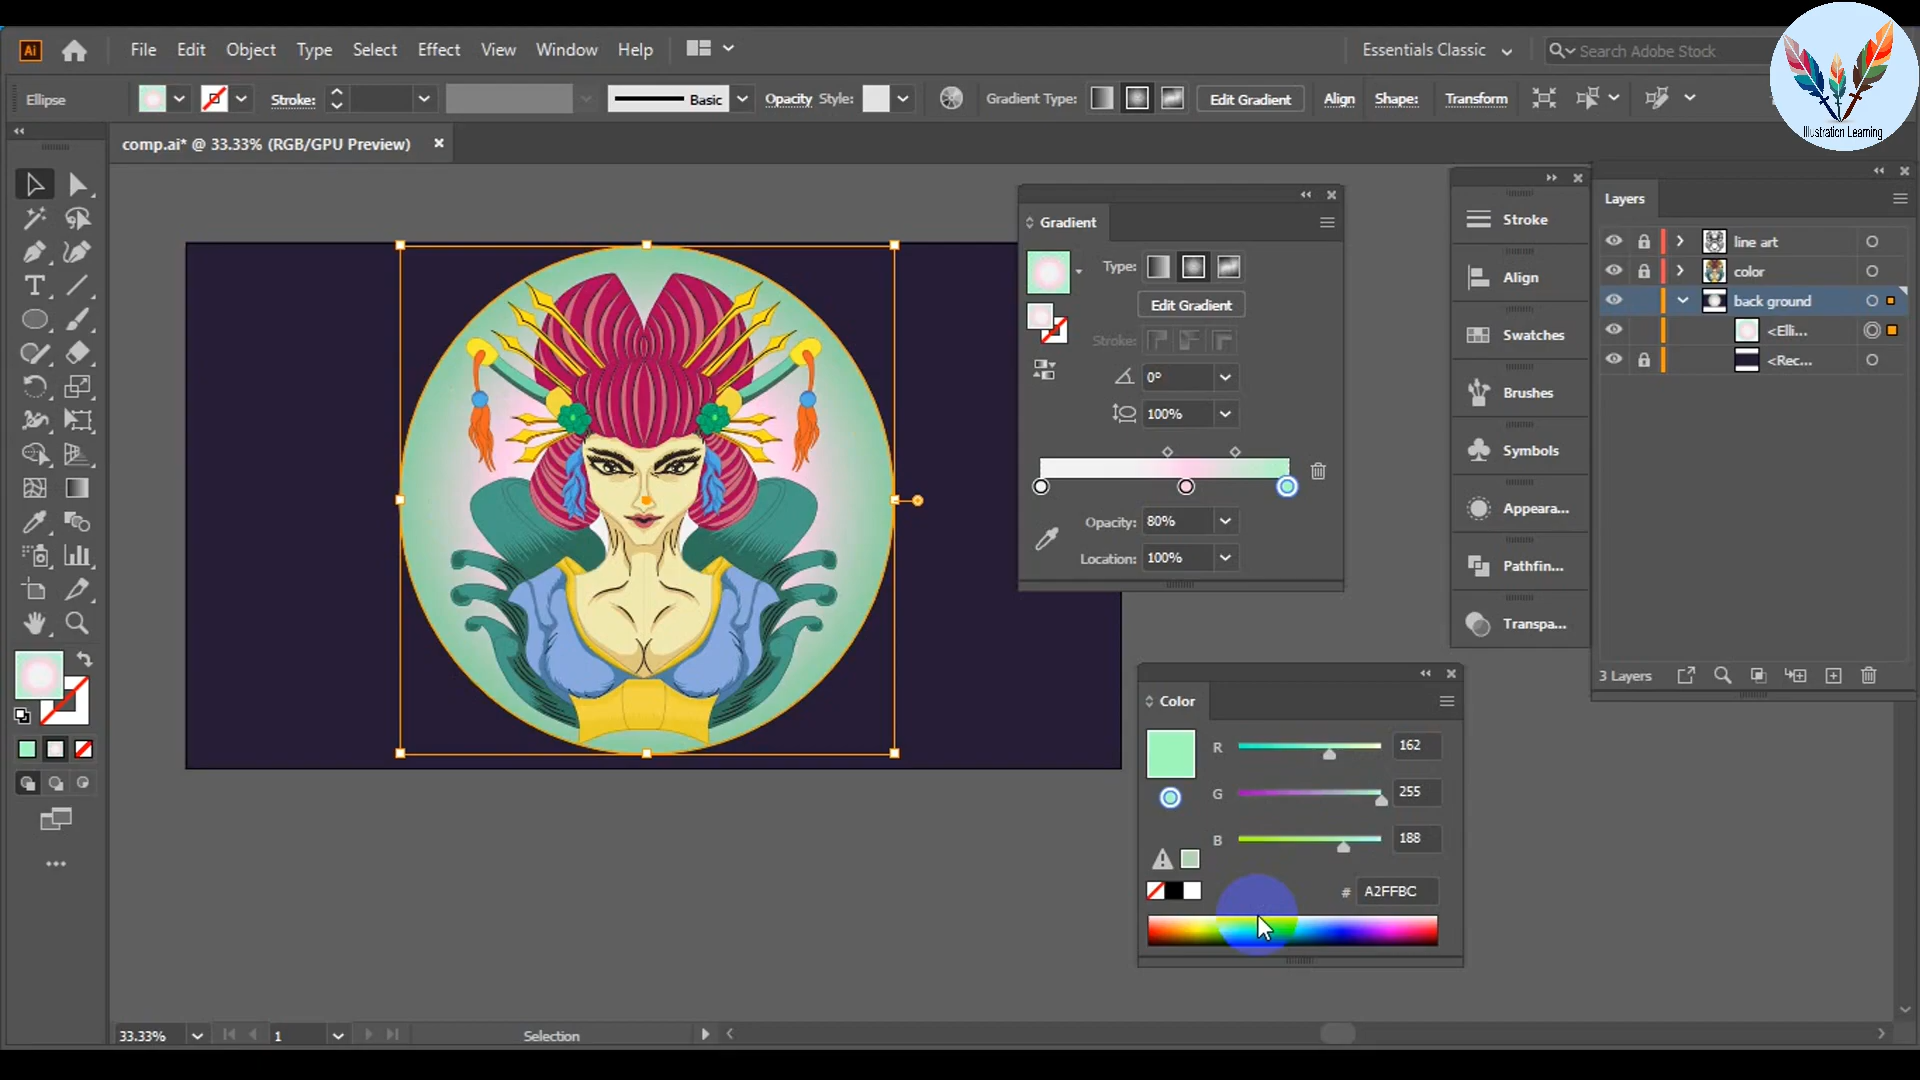 Ai File Edit Object Type Select Effect View Window Help Essentials Classic Search Adobe Stock
Ellipse Stroke: Basic Opacity Style: Gradient Type: Edit Gradient Align Shape: Transform
Illustration Learning
comp.ai* @ 33.33% (RGB/GPU Preview)
Gradient
Type:
Edit Gradient
Stroke:
0°
100%
Opacity: 80%
Location: 100%
Stroke
Align
Swatches
Brushes
Symbols
Appeara...
Pathfin...
Transpa...
Layers
line art
color
back ground
<Elli...
<Rec...
3 Layers
Color
R 162
G 255
B 188
# A2FFBC
33.33% 1 Selection